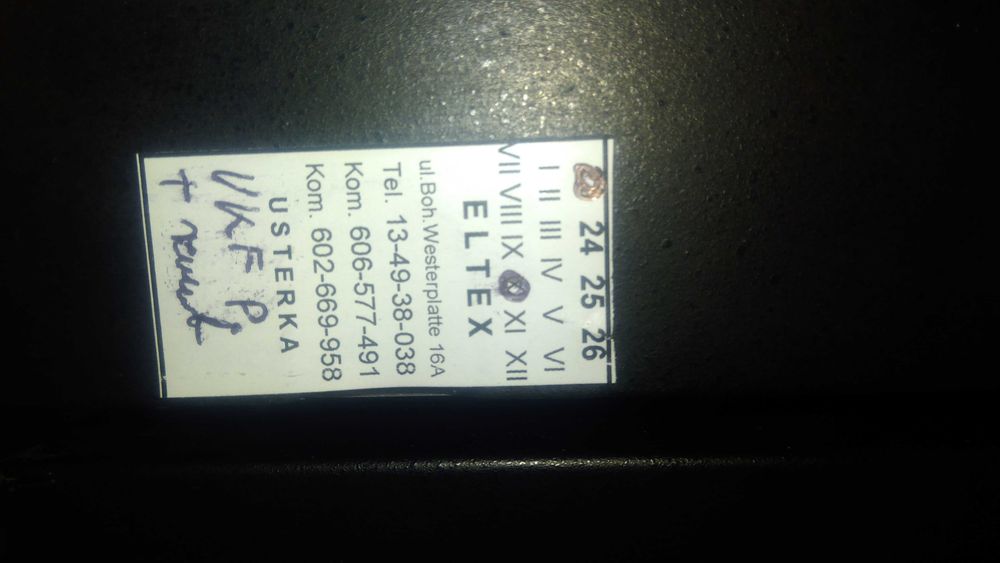 24 25 26
I II III IV V VI
VII VIII IX XI XII
ELTEX
ul.Boh.Westerplatte 16A
Tel. 13-49-38-038
Kom. 606-577-491
Kom. 602-669-958
USTERKA
UKF P
+